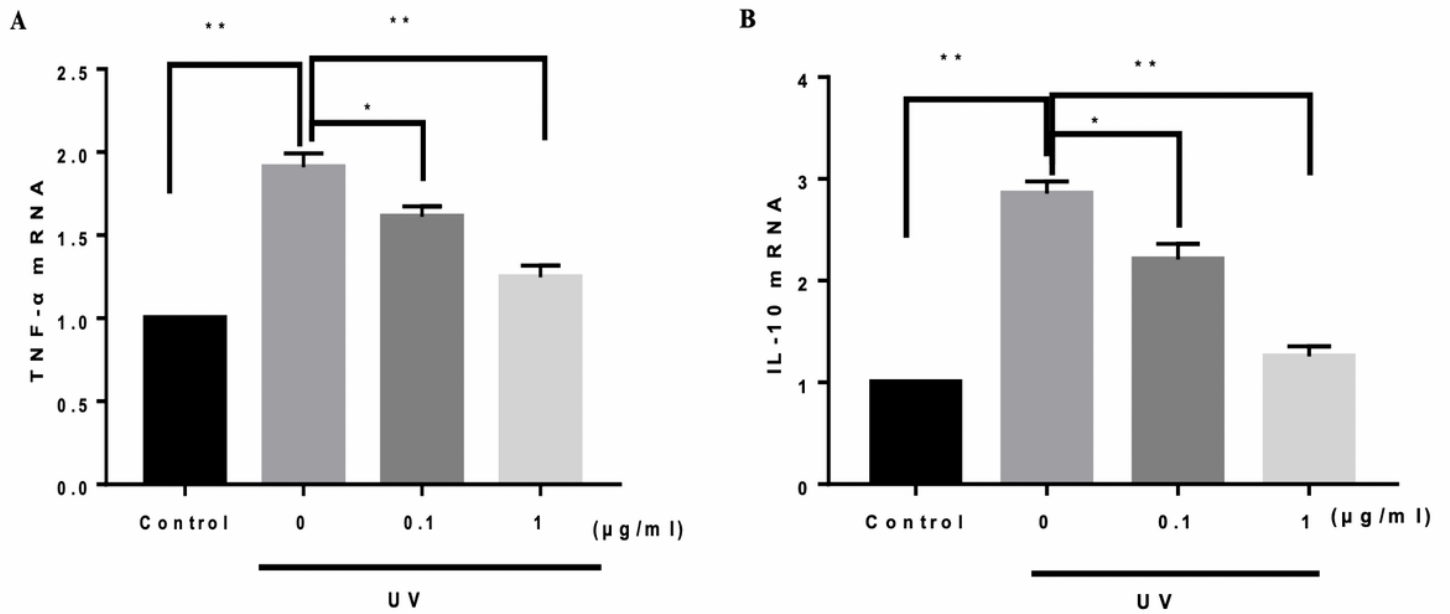 A
B
** **
** **
* *
TNF-α mRNA
2.5
2.0
1.5
1.0
0.5
0.0
Control 0 0.1 1 (µg/ml)
UV
IL-10 mRNA
4
3
2
1
0
Control 0 0.1 1 (µg/ml)
UV